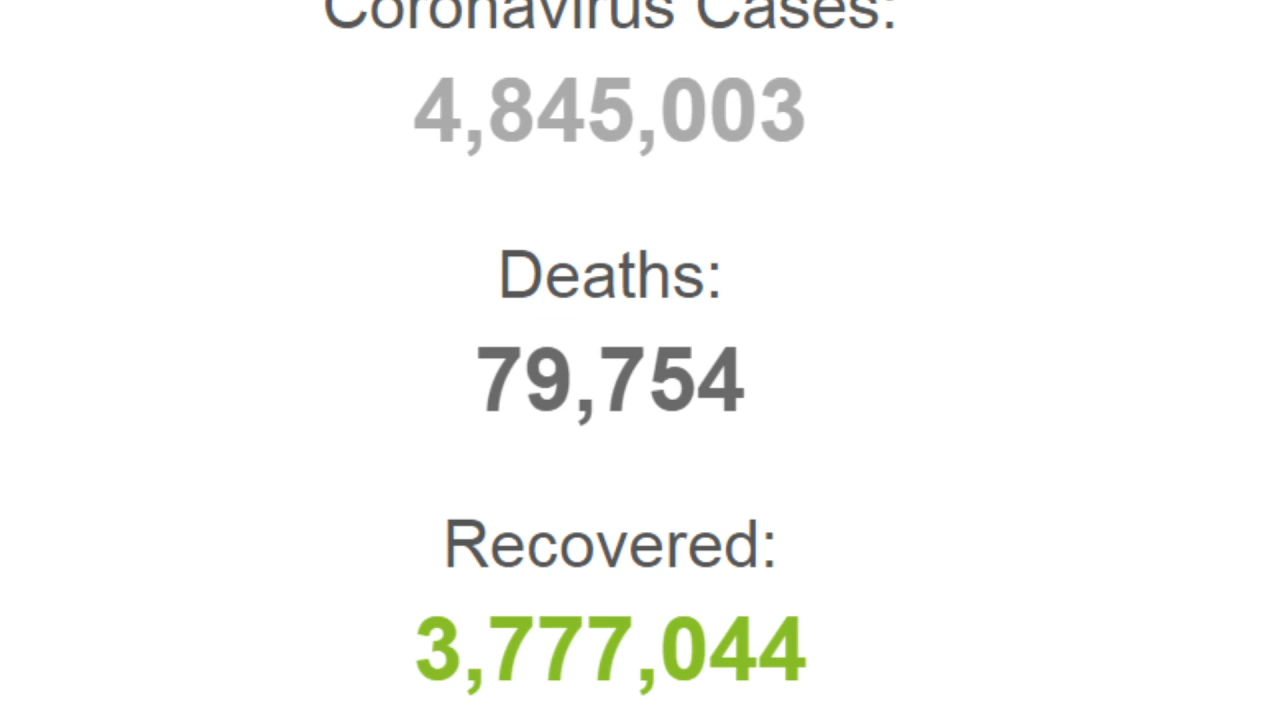 Coronavirus Cases:
4,845,003
Deaths:
79,754
Recovered:
3,777,044